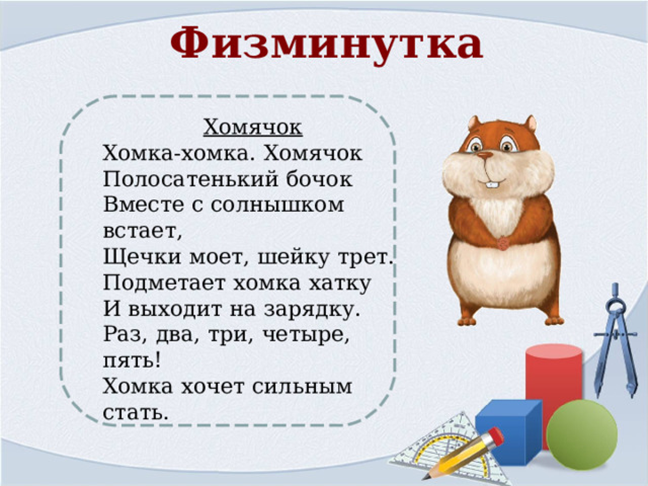 Физминутка
Хомячок
Хомка-хомка. Хомячок
Полосатенький бочок
Вместе с солнышком
встает,
Щечки моет, шейку трет.
Подметает хомка хатку
И выходит на зарядку.
Раз, два, три, четыре,
пять!
Хомка хочет сильным
стать.